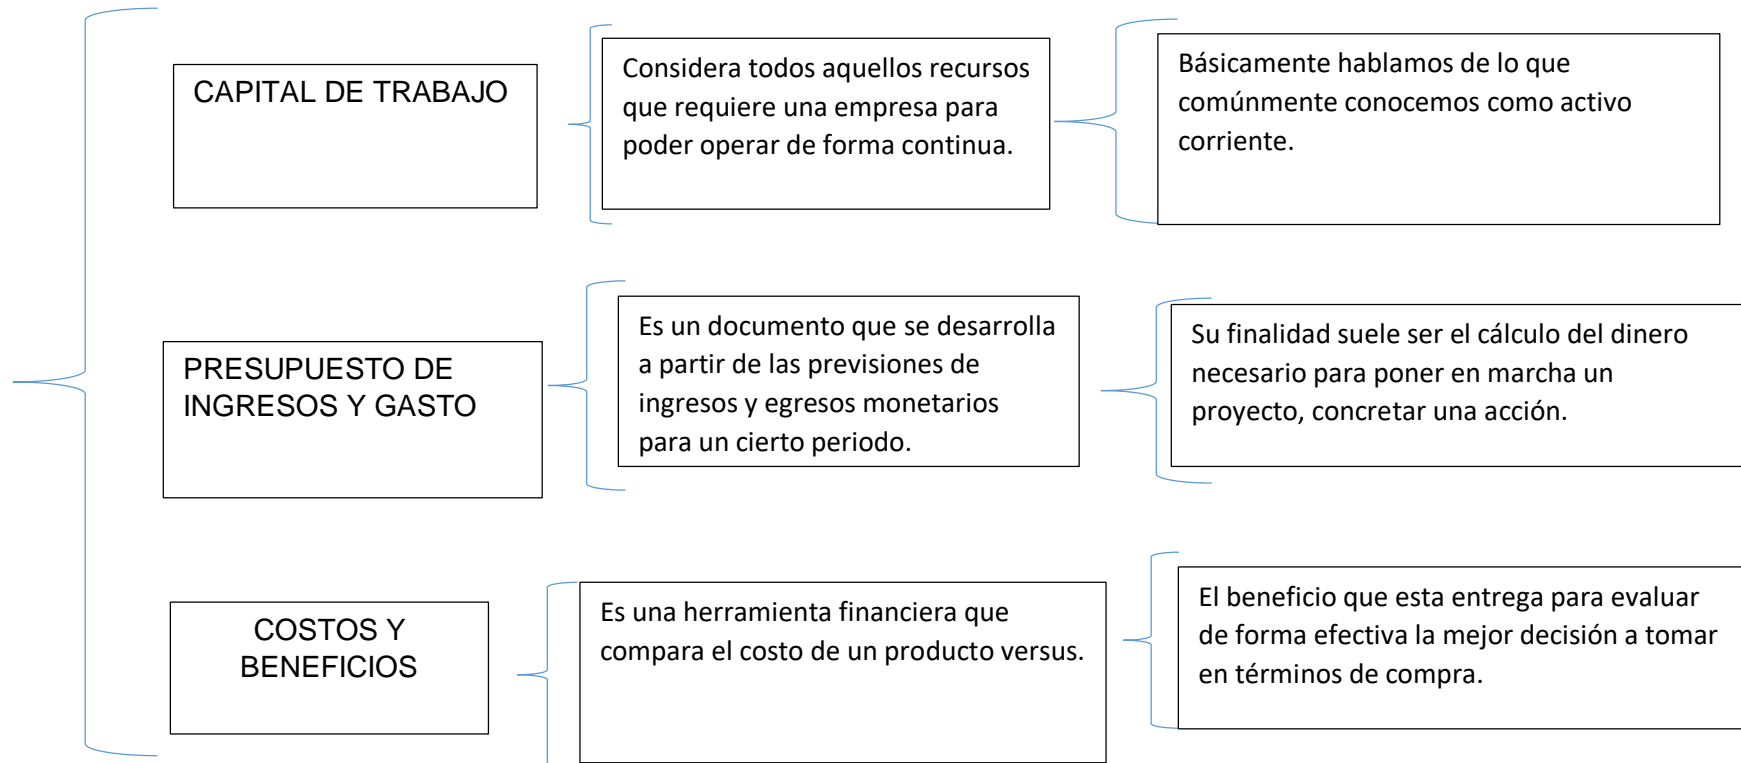 CAPITAL DE TRABAJO
Considera todos aquellos recursos
que requiere una empresa para
poder operar de forma continua.
Básicamente hablamos de lo que
comúnmente conocemos como activo
corriente.
PRESUPUESTO DE
INGRESOS Y GASTO
Es un documento que se desarrolla
a partir de las previsiones de
ingresos y egresos monetarios
para un cierto periodo.
Su finalidad suele ser el cálculo del dinero
necesario para poner en marcha un
proyecto, concretar una acción.
COSTOS Y
BENEFICIOS
Es una herramienta financiera que
compara el costo de un producto versus.
El beneficio que esta entrega para evaluar
de forma efectiva la mejor decisión a tomar
en términos de compra.